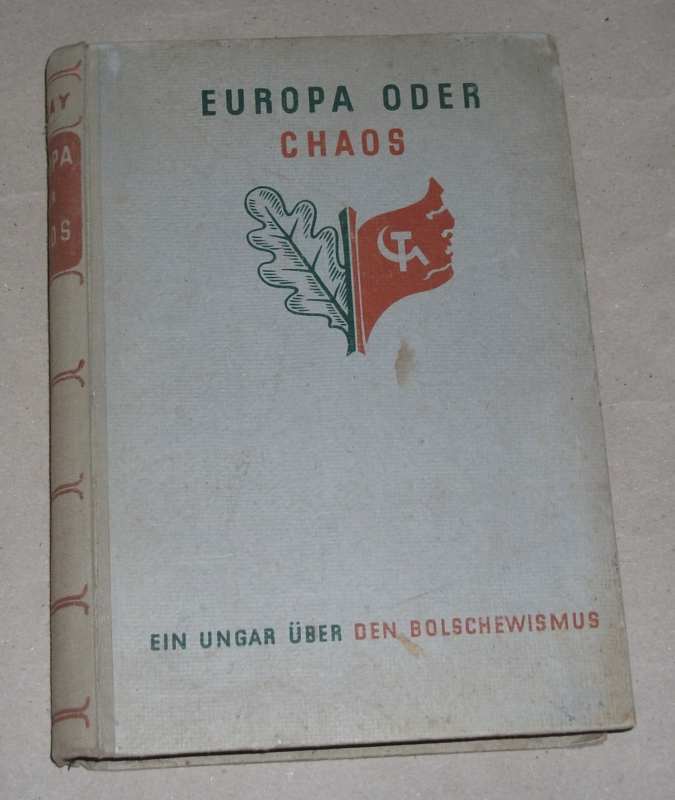 EUROPA ODER
CHAOS
EIN UNGAR ÜBER DEN BOLSCHEWISMUS